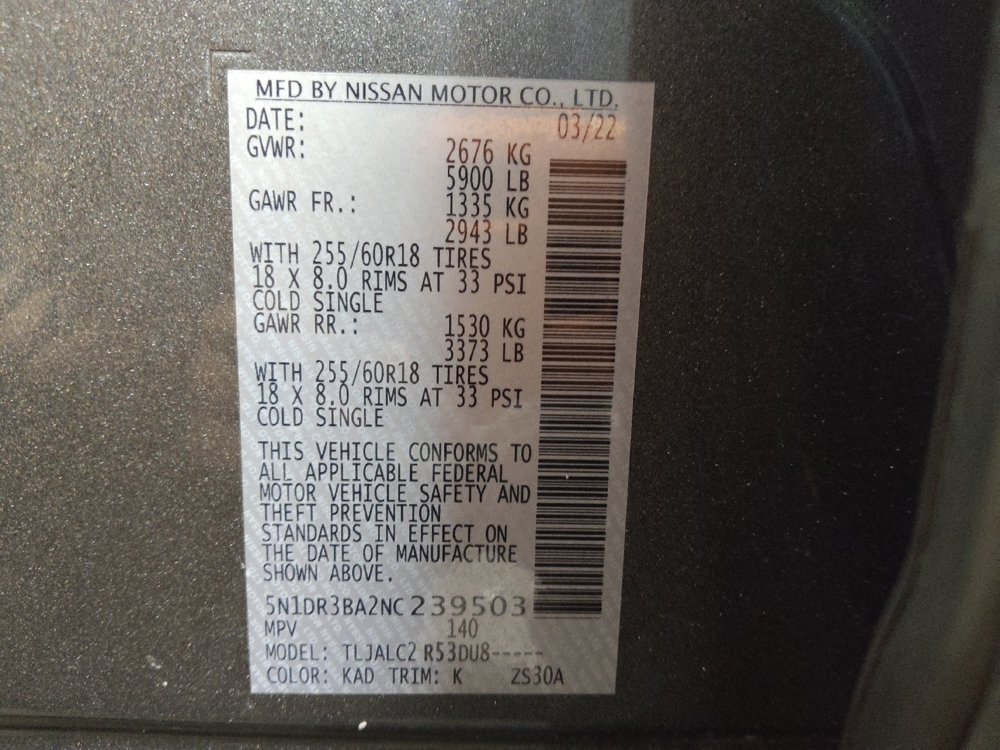 MFD BY NISSAN MOTOR CO., LTD.
DATE: 03/22
GVWR: 2676 KG
5900 LB
GAWR FR.: 1335 KG
2943 LB
WITH 255/60R18 TIRES
18 X 8.0 RIMS AT 33 PSI
COLD SINGLE
GAWR RR.: 1530 KG
3373 LB
WITH 255/60R18 TIRES
18 X 8.0 RIMS AT 33 PSI
COLD SINGLE
THIS VEHICLE CONFORMS TO
ALL APPLICABLE FEDERAL
MOTOR VEHICLE SAFETY AND
THEFT PREVENTION
STANDARDS IN EFFECT ON
THE DATE OF MANUFACTURE
SHOWN ABOVE.
5N1DR3BA2NC239503
MPV 140
MODEL: TLJALC2 R53DU8-----
COLOR: KAD TRIM: K ZS30A